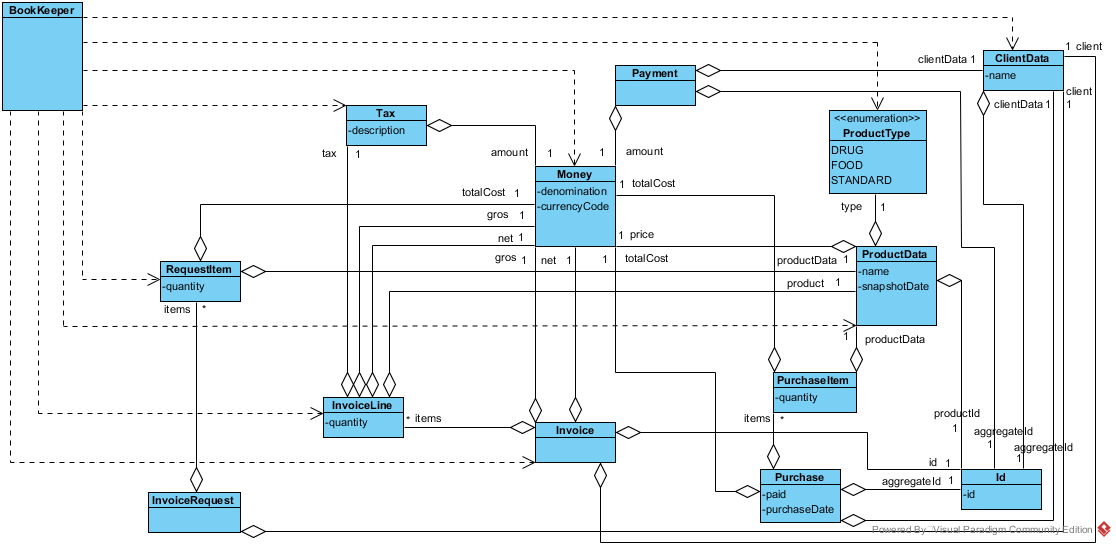 BookKeeper
1 client
ClientData
-name
clientData 1
client
1
clientData 1
Payment
Tax
-description
<<enumeration>>
ProductType
DRUG
FOOD
STANDARD
tax 1
amount 1
1 amount
Money
-denomination
-currencyCode
1 totalCost
totalCost 1
gros 1
type 1
net 1
1 price
gros 1
net 1
1 totalCost
productData 1
ProductData
-name
-snapshotDate
RequestItem
-quantity
product 1
items *
1 productData
PurchaseItem
-quantity
InvoiceLine
-quantity
* items
items *
productId
1
aggregateId
1
aggregateId
1
Invoice
id 1
Purchase
-paid
-purchaseDate
aggregateId 1
Id
-id
InvoiceRequest
Powered By Visual Paradigm Community Edition